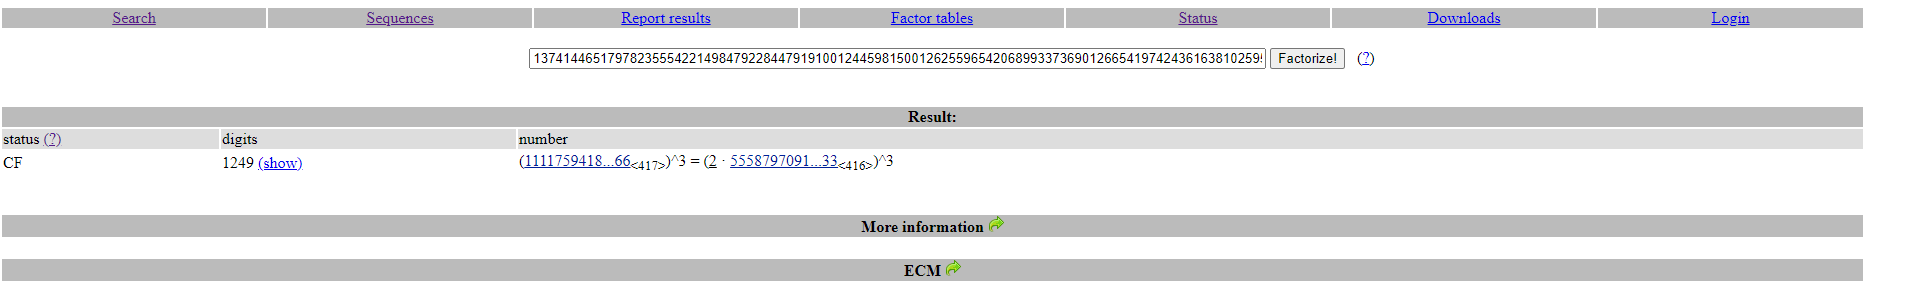 Search Sequences Report results Factor tables Status Downloads Login
13741446517978235554221498479228447919100124459815001262559654206899337369012665419742436163810259! Factorize! (?)
Result:
status (?) digits number
CF 1249 (show) (1111759418...66<417>)^3 = (2 · 5558797091...33<416>)^3
More information
ECM